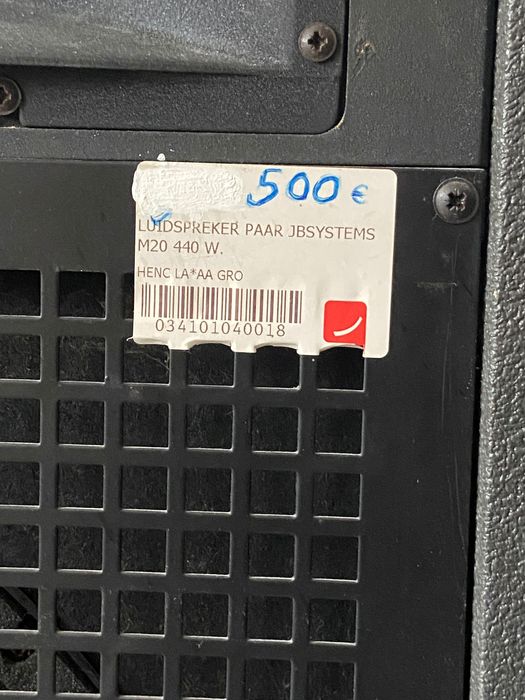 500€
LUIDSPREKER PAAR JBSYSTEMS
M20 440 W.
HENC LA*AA GRO
034101040018